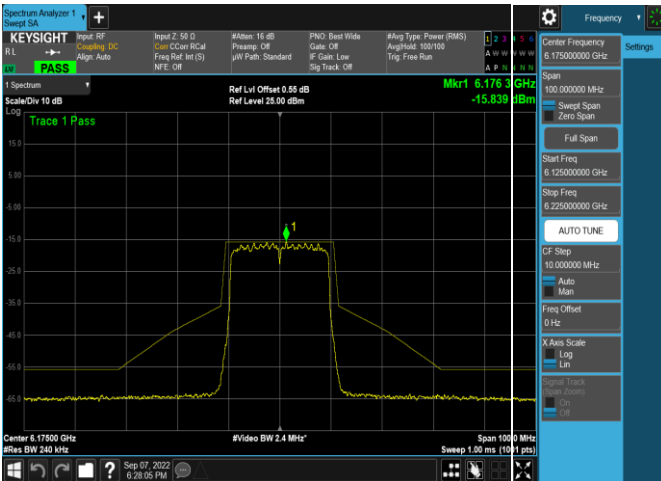 Spectrum Analyzer 1
Swept SA
Frequency
KEYSIGHT
Input: RF
Input Z: 50 Ω
#Atten: 16 dB
PNO: Best Wide
#Avg Type: Power (RMS)
1 2 3 4 5 6
R L
Coupling: DC
Corr CCorr RCal
Preamp: Off
Gate: Off
Avg|Hold: 100/100
A W W W W W
Align: Auto
Freq Ref: Int (S)
µW Path: Standard
IF Gain: Low
Trig: Free Run
PASS
NFE: Off
Sig Track: Off
A P N N N N
1 Spectrum
Scale/Div 10 dB
Ref Lvl Offset 0.55 dB
Ref Level 25.00 dBm
Mkr1 6.176 3 GHz
-15.839 dBm
Log
Trace 1 Pass
15.0
5.00
-5.00
-15.0
1
-25.0
-35.0
-45.0
-55.0
-65.0
Center 6.17500 GHz
#Video BW 2.4 MHz*
Span 100.0 MHz
#Res BW 240 kHz
Sweep 1.00 ms (1001 pts)
Sep 07, 2022
6:28:05 PM
Center Frequency
6.175000000 GHz
Settings
Span
100.000000 MHz
Swept Span
Zero Span
Full Span
Start Freq
6.125000000 GHz
Stop Freq
6.225000000 GHz
AUTO TUNE
CF Step
10.000000 MHz
Auto
Man
Freq Offset
0 Hz
X Axis Scale
Log
Lin
Signal Track
(Span Zoom)
On
Off